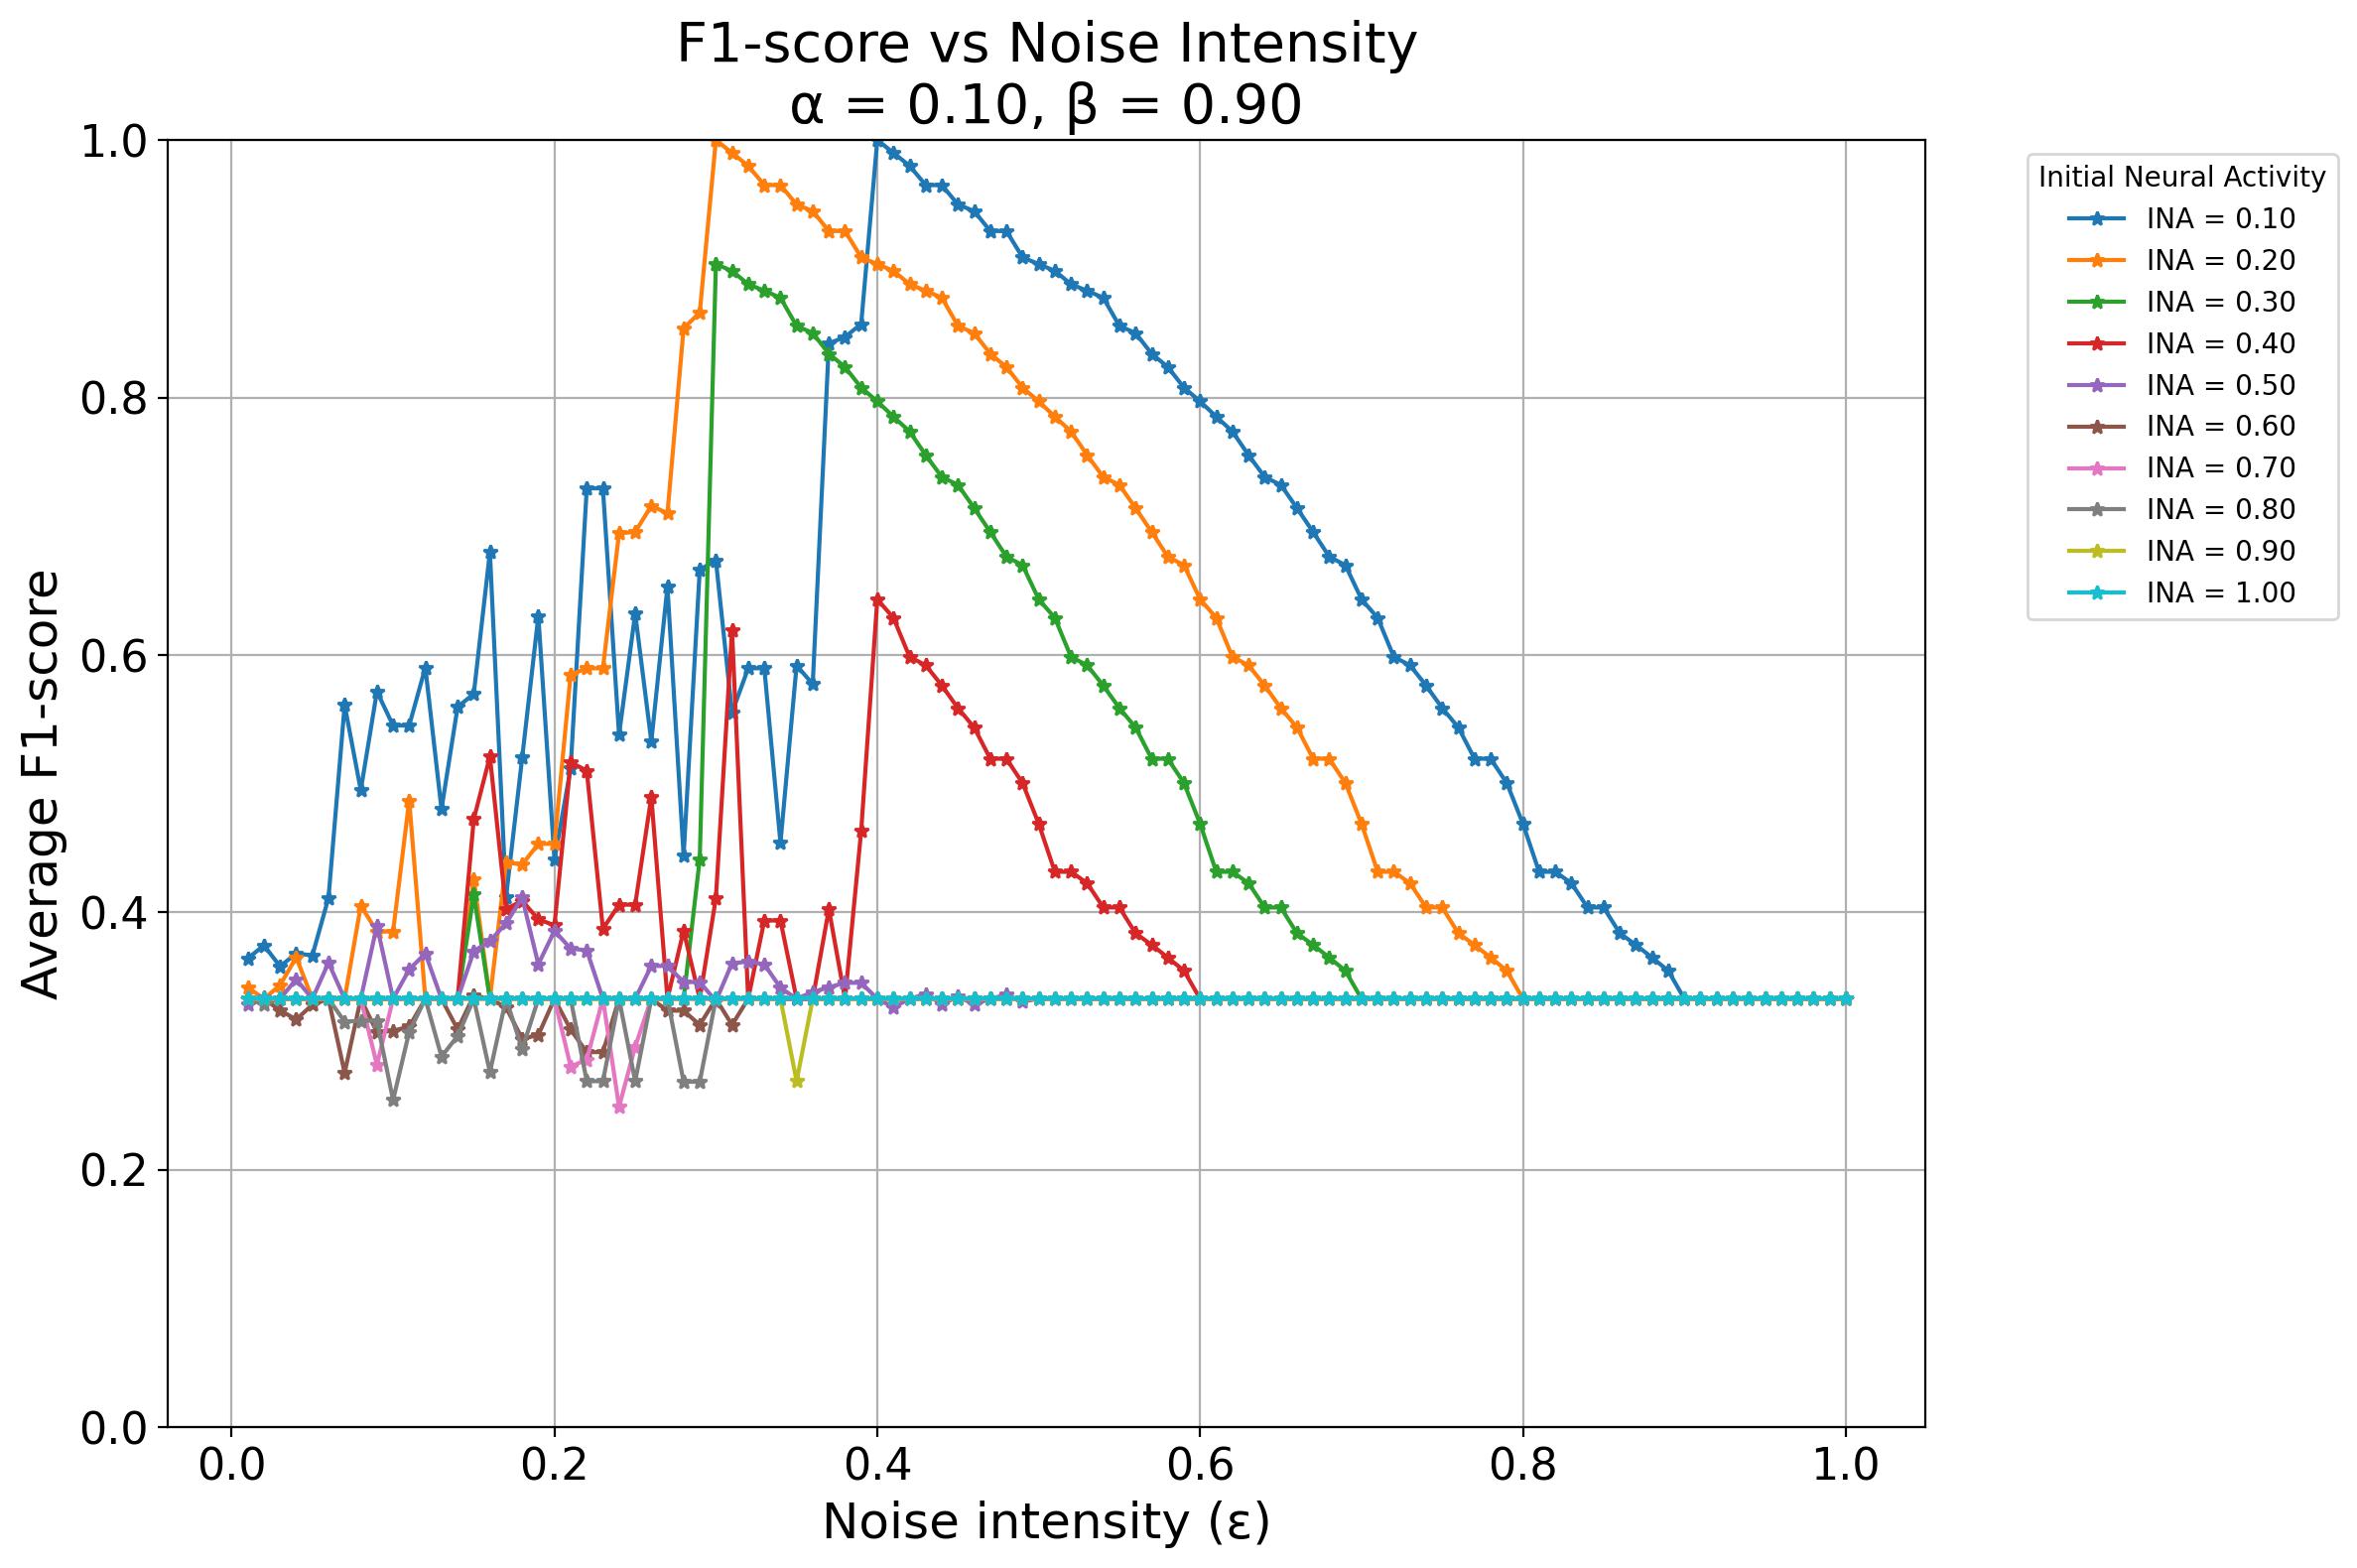 F1-score vs Noise Intensity
α = 0.10, β = 0.90
1.0
0.8
0.6
0.4
0.2
0.0
Average F1-score
0.0 0.2 0.4 0.6 0.8 1.0
Noise intensity (ε)
Initial Neural Activity
INA = 0.10
INA = 0.20
INA = 0.30
INA = 0.40
INA = 0.50
INA = 0.60
INA = 0.70
INA = 0.80
INA = 0.90
INA = 1.00